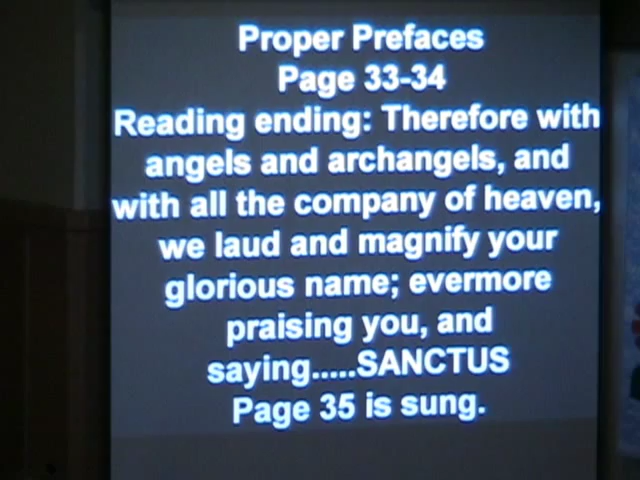 Proper Prefaces
Page 33-34
Reading ending: Therefore with
angels and archangels, and
with all the company of heaven,
we laud and magnify your
glorious name; evermore
praising you, and
saying.....SANCTUS
Page 35 is sung.